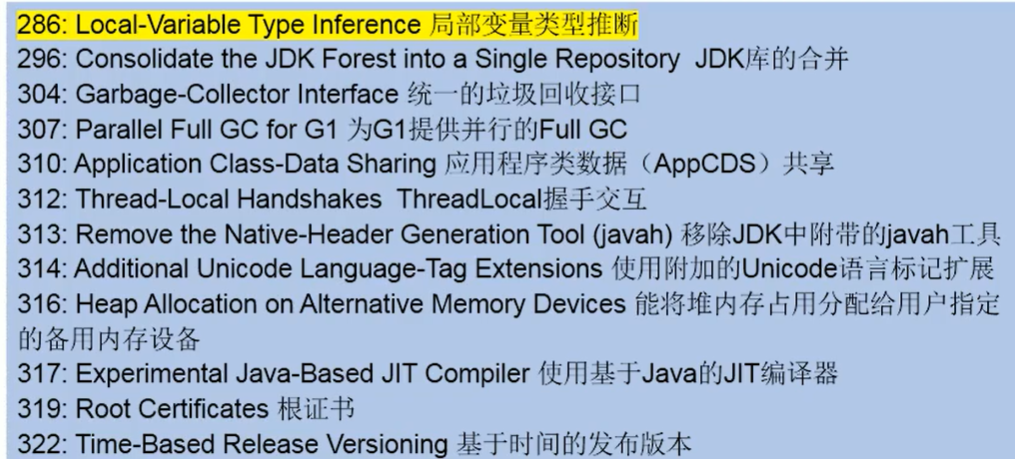 286: Local-Variable Type Inference 局部变量类型推断
296: Consolidate the JDK Forest into a Single Repository  JDK库的合并
304: Garbage-Collector Interface 统一的垃圾回收接口
307: Parallel Full GC for G1 为G1提供并行的Full GC
310: Application Class-Data Sharing 应用程序类数据（AppCDS）共享
312: Thread-Local Handshakes  ThreadLocal握手交互
313: Remove the Native-Header Generation Tool (javah) 移除JDK中附带的javah工具
314: Additional Unicode Language-Tag Extensions 使用附加的Unicode语言标记扩展
316: Heap Allocation on Alternative Memory Devices 能将堆内存占用分配给用户指定
的备用内存设备
317: Experimental Java-Based JIT Compiler 使用基于Java的JIT编译器
319: Root Certificates 根证书
322: Time-Based Release Versioning 基于时间的发布版本